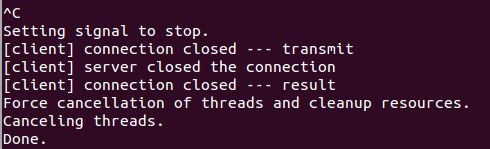 ^C
Setting signal to stop.
[client] connection closed --- transmit
[client] server closed the connection
[client] connection closed --- result
Force cancellation of threads and cleanup resources.
Canceling threads.
Done.